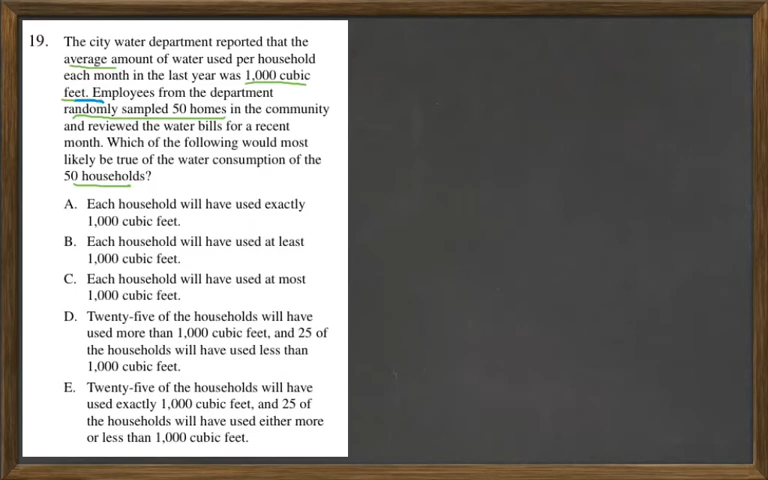 19. The city water department reported that the
average amount of water used per household
each month in the last year was 1,000 cubic
feet. Employees from the department
randomly sampled 50 homes in the community
and reviewed the water bills for a recent
month. Which of the following would most
likely be true of the water consumption of the
50 households?
A. Each household will have used exactly
1,000 cubic feet.
B. Each household will have used at least
1,000 cubic feet.
C. Each household will have used at most
1,000 cubic feet.
D. Twenty-five of the households will have
used more than 1,000 cubic feet, and 25 of
the households will have used less than
1,000 cubic feet.
E. Twenty-five of the households will have
used exactly 1,000 cubic feet, and 25 of
the households will have used either more
or less than 1,000 cubic feet.